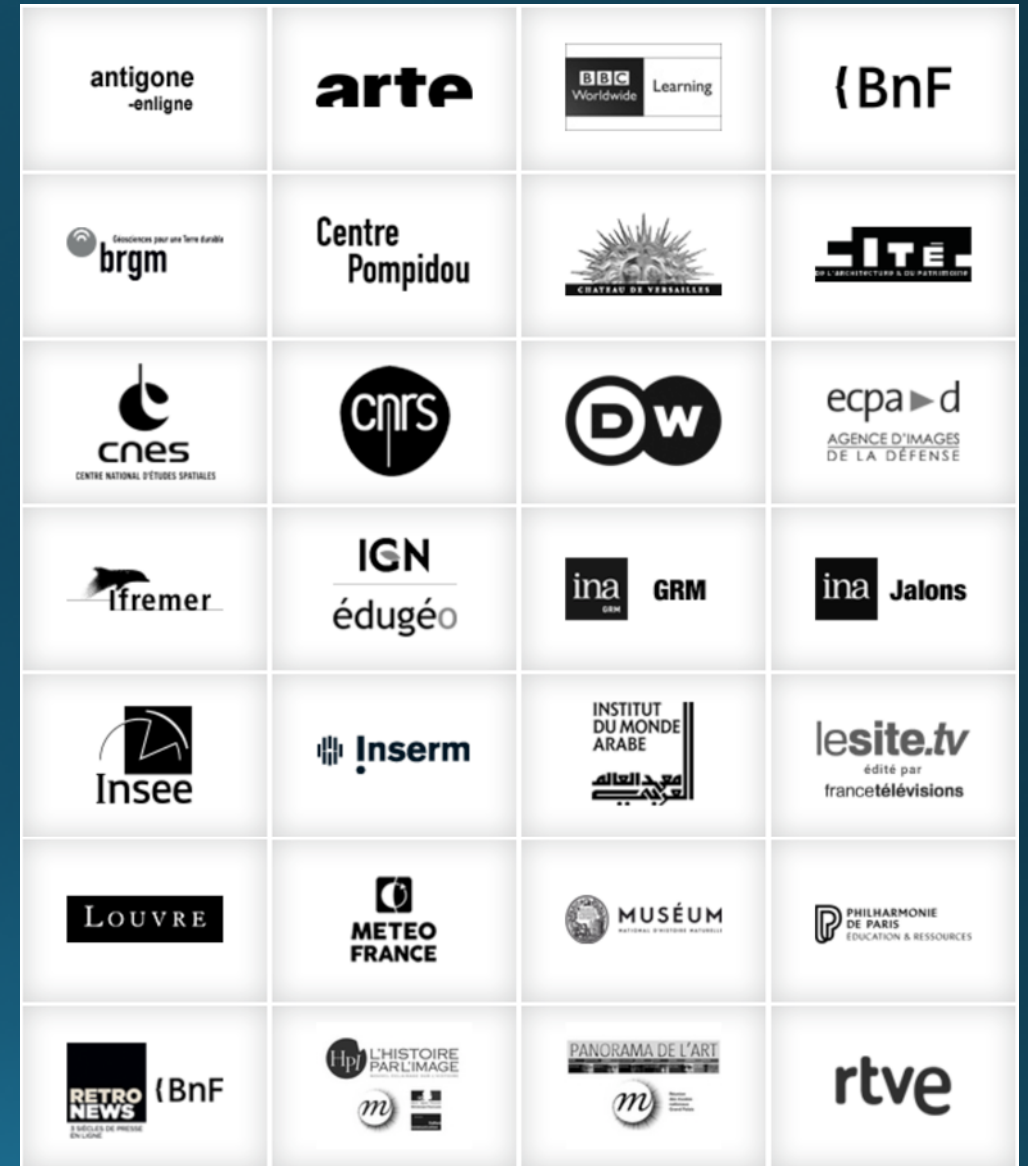 antigone
-enligne
arte
BBC
Worldwide
Learning
{BnF
Géosciences pour une Terre durable
brgm
Centre
Pompidou
CHATEAU DE VERSAILLES
CITÉ
DE L'ARCHITECTURE & DU PATRIMOINE
cnes
CENTRE NATIONAL D'ÉTUDES SPATIALES
cnrs
DW
ecpa d
AGENCE D'IMAGES
DE LA DÉFENSE
Ifremer
IGN
édugéo
ina
GRM
GRM
ina
Jalons
Insee
Inserm
INSTITUT
DU MONDE
ARABE
معهد العالم
العربي
lesite.tv
édité par
francetélévisions
LOUVRE
METEO
FRANCE
MUSÉUM
NATIONAL D'HISTOIRE NATURELLE
PHILHARMONIE
DE PARIS
ÉDUCATION & RESSOURCES
RETRO
NEWS
3 SIÈCLES DE PRESSE
EN LIGNE
{BnF
Hpi
L'HISTOIRE
PAR L'IMAGE
m
PANORAMA DE L'ART
m
rtve